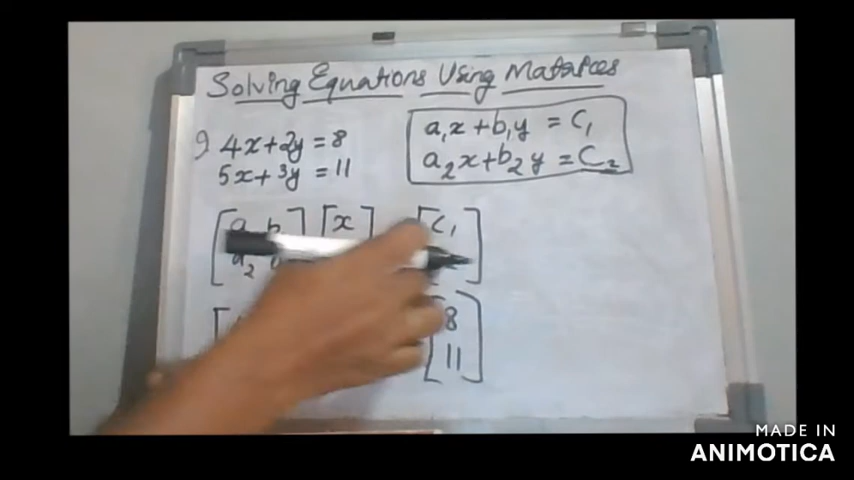 Solving Equations Using Matrices
9) 4x+2y=8
5x+3y=11
a₁x+b₁y=C₁
a₂x+b₂y=C₂
x C₁
a₂
8
11
MADE IN
ANIMOTICA